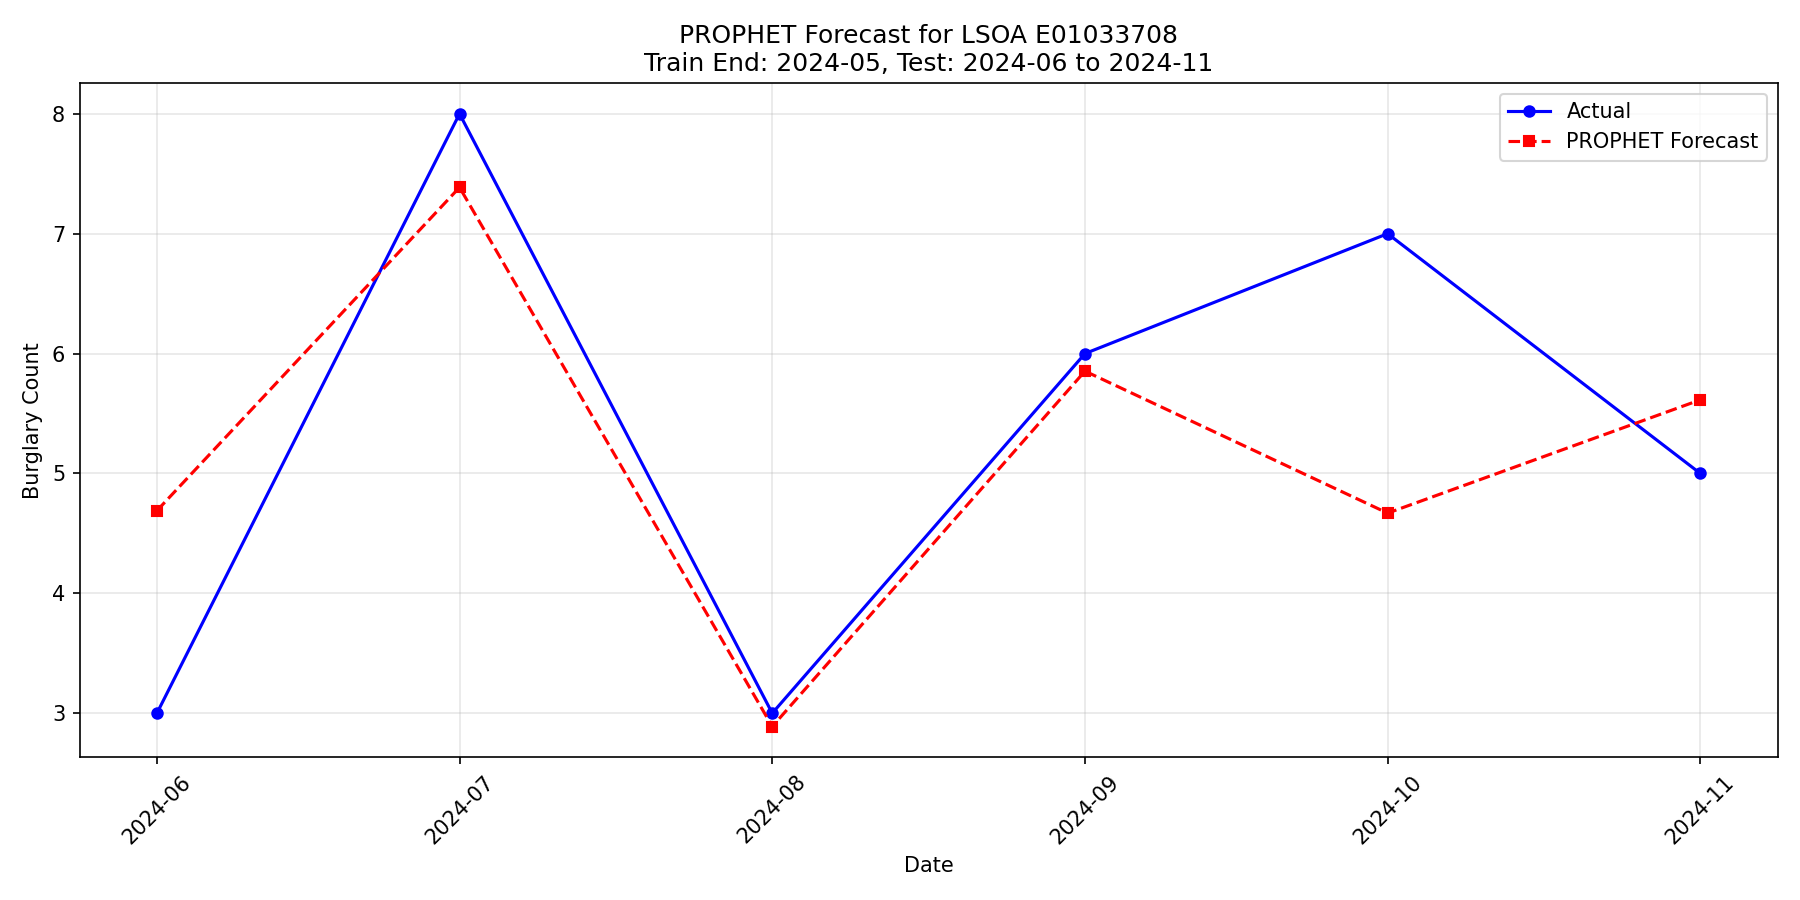 PROPHET Forecast for LSOA E01033708
Train End: 2024-05, Test: 2024-06 to 2024-11
Actual
PROPHET Forecast
Burglary Count
8
7
6
5
4
3
2024-06
2024-07
2024-08
2024-09
2024-10
2024-11
Date